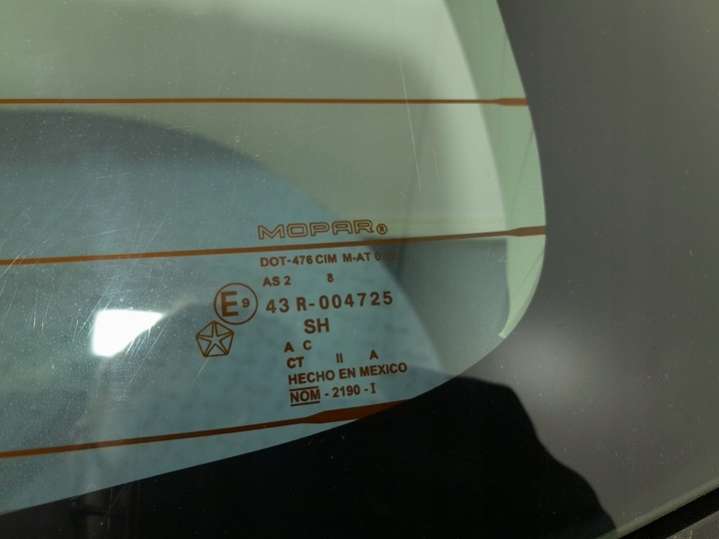 MOPAR®
DOT-476 CIM M-AT
AS 2 8
E9 43 R-004725
SH
A C
CT II A
HECHO EN MEXICO
NOM - 2190 - I